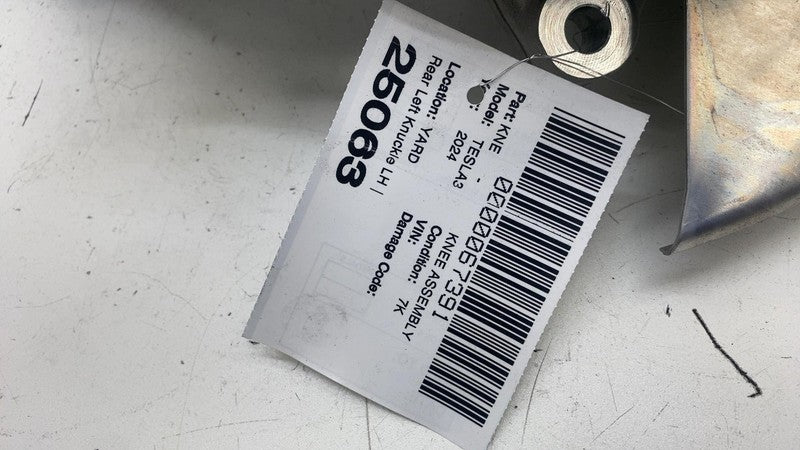 0000067391
Part: KNE - KNEE ASSEMBLY
Model: TESLA3 Condition: 7K
2024 VIN:
Location: YARD Damage Code:
Rear Left Knuckle LH |
25063